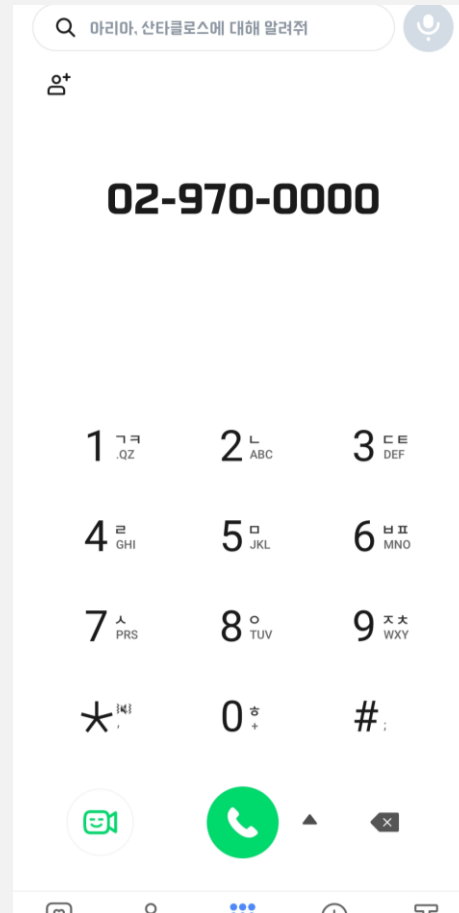 아리아, 산타클로스에 대해 알려줘
02-970-0000
1 ㄱㅋ .QZ
2 ㄴ ABC
3 ㄷㅌ DEF
4 ㄹ GHI
5 ㅁ JKL
6 ㅂㅍ MNO
7 ㅅ PRS
8 ㅇ TUV
9 ㅈㅊ WXY
* ,
0 ㅎ +
# ;